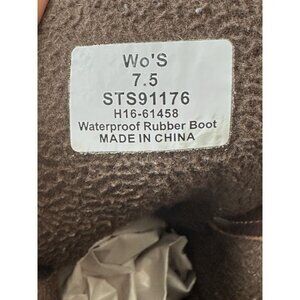 Wo'S
7.5
STS91176
H16-61458
Waterproof Rubber Boot
MADE IN CHINA